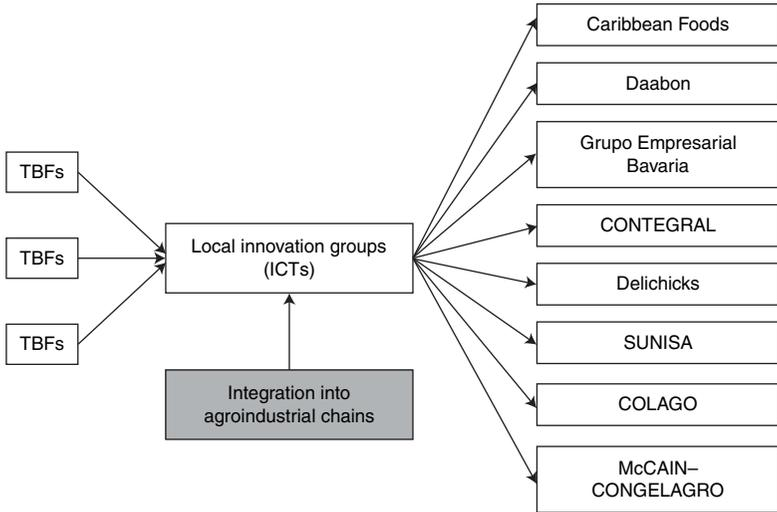 TBFs
TBFs
TBFs
Local innovation groups
(ICTs)
Integration into
agroindustrial chains
Caribbean Foods
Daabon
Grupo Empresarial
Bavaria
CONTEGRAL
Delichicks
SUNISA
COLAGO
McCAIN–
CONGELAGRO